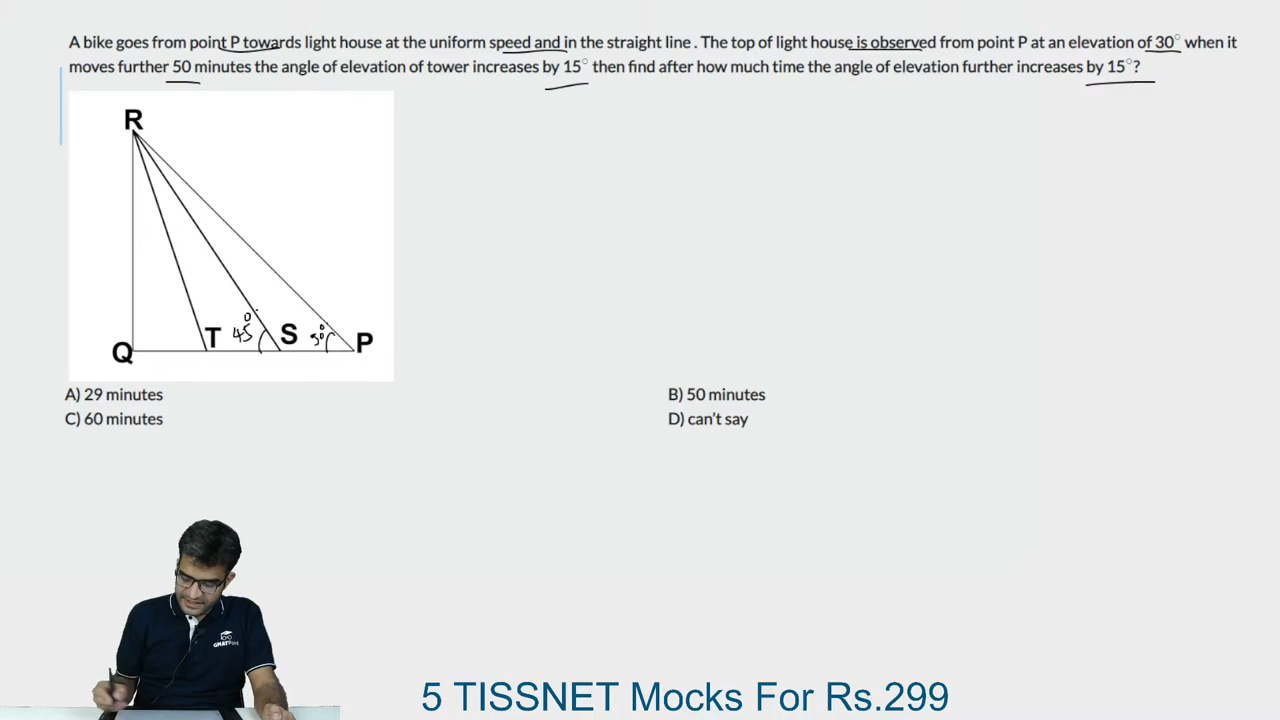 A bike goes from point P towards light house at the uniform speed and in the straight line . The top of light house is observed from point P at an elevation of 30° when it
moves further 50 minutes the angle of elevation of tower increases by 15° then find after how much time the angle of elevation further increases by 15°?
R
45° S 30° P
T
Q
A) 29 minutes
B) 50 minutes
C) 60 minutes
D) can't say
5 TISSNET Mocks For Rs.299